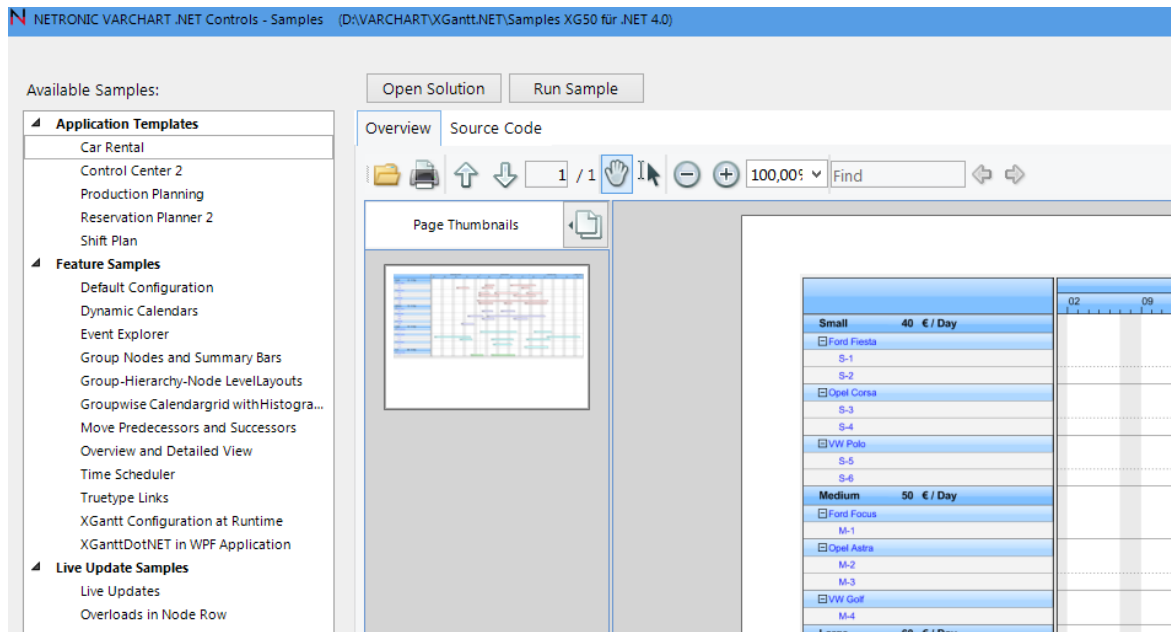 NETRONIC VARCHART .NET Controls - Samples (D:\VARCHART\XGantt.NET\Samples XG50 für .NET 4.0)
Available Samples:
Open Solution Run Sample
Application Templates
Car Rental
Control Center 2
Production Planning
Reservation Planner 2
Shift Plan
Feature Samples
Default Configuration
Dynamic Calendars
Event Explorer
Group Nodes and Summary Bars
Group-Hierarchy-Node LevelLayouts
Groupwise Calendargrid withHistogra...
Move Predecessors and Successors
Overview and Detailed View
Time Scheduler
Truetype Links
XGantt Configuration at Runtime
XGanttDotNET in WPF Application
Live Update Samples
Live Updates
Overloads in Node Row
Overview Source Code
1 / 1 100,00 Find
Page Thumbnails
02 09
Small 40 € / Day
Ford Fiesta
S-1
S-2
Opel Corsa
S-3
S-4
VW Polo
S-5
S-6
Medium 50 € / Day
Ford Focus
M-1
Opel Astra
M-2
M-3
VW Golf
M-4